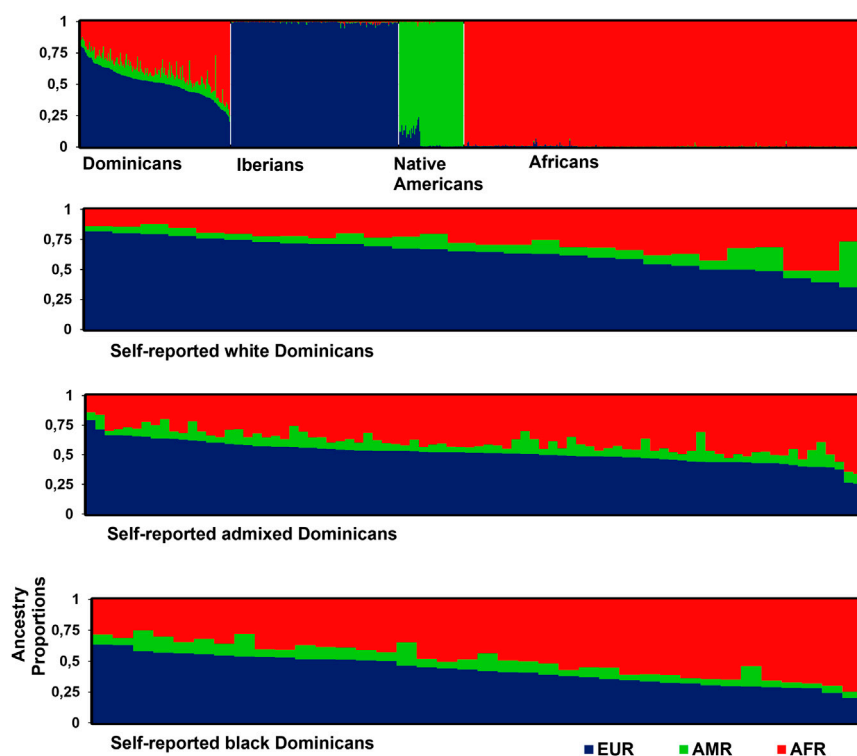 1
0,75
0,5
0,25
0
Dominicans
Iberians
Native
Americans
Africans
1
0,75
0,5
0,25
0
Self-reported white Dominicans
1
0,75
0,5
0,25
0
Self-reported admixed Dominicans
Ancestry
Proportions
1
0,75
0,5
0,25
0
Self-reported black Dominicans
EUR
AMR
AFR